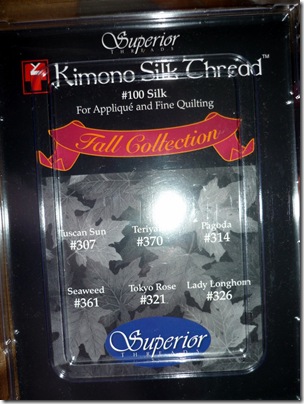 Superior
THREADS
Kimono Silk Thread™
#100 Silk
For Appliqué and Fine Quilting
Fall Collection
Tuscan Sun
#307
#370
Pagoda
#314
Seaweed
#361
Tokyo Rose
#321
Lady Longhorn
#326
Superior
THREADS